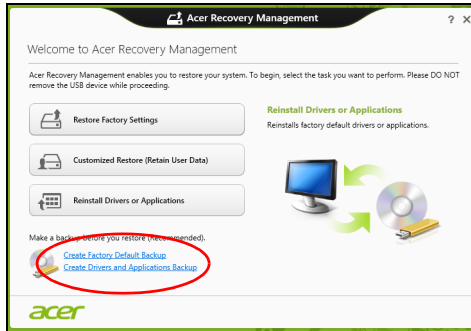 Acer Recovery Management
? X
Welcome to Acer Recovery Management
Acer Recovery Management enables you to restore your system. To begin, select the task you want to perform. Please DO NOT
remove the USB device while proceeding.
Restore Factory Settings
Customized Restore (Retain User Data)
Reinstall Drivers or Applications
Reinstall Drivers or Applications
Reinstalls factory default drivers or applications.
Make a backup before you restore (Recommended).
Create Factory Default Backup
Create Drivers and Applications Backup
acer